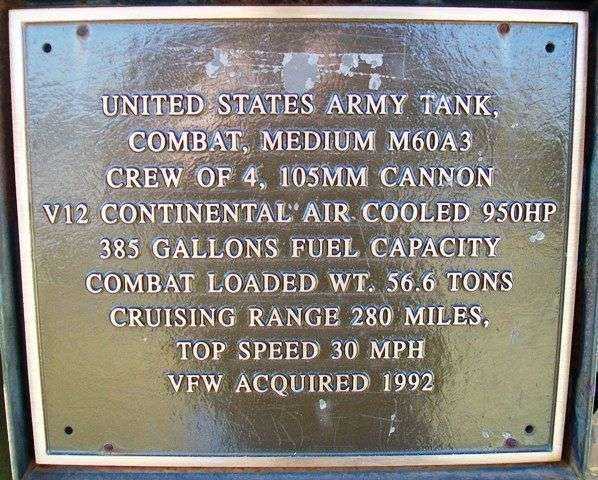 UNITED STATES ARMY TANK,
COMBAT, MEDIUM M60A3
CREW OF 4, 105MM CANNON
V12 CONTINENTAL AIR COOLED 950HP
385 GALLONS FUEL CAPACITY
COMBAT LOADED WT. 56.6 TONS
CRUISING RANGE 280 MILES,
TOP SPEED 30 MPH
VFW ACQUIRED 1992